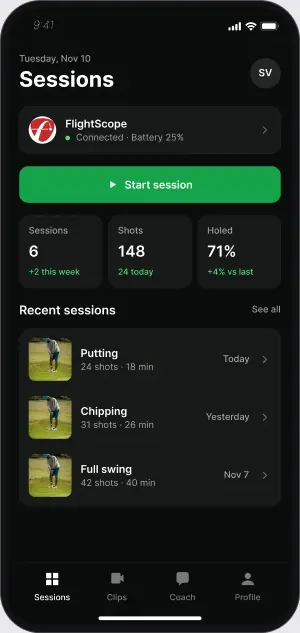 9:41
Tuesday, Nov 10
Sessions
SV
FlightScope
Connected · Battery 25%
Start session
Sessions
6
+2 this week
Shots
148
24 today
Holed
71%
+4% vs last
Recent sessions
See all
Putting
24 shots · 18 min
Today
Chipping
31 shots · 26 min
Yesterday
Full swing
42 shots · 40 min
Nov 7
Sessions
Clips
Coach
Profile